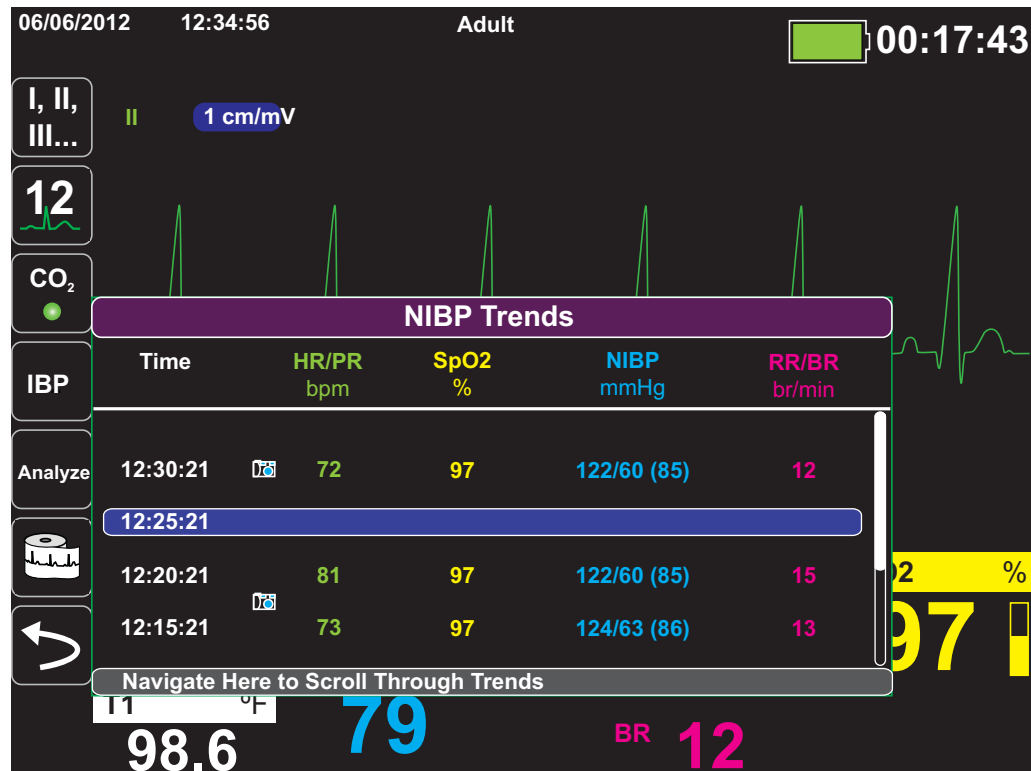 06/06/2012 12:34:56 Adult 00:17:43
I, II,
III...
II 1 cm/mV
12
CO₂
NIBP Trends
Time HR/PR SpO2 NIBP RR/BR
bpm % mmHg br/min
IBP
Analyze
12:30:21 72 97 122/60 (85) 12
12:25:21
12:20:21 81 97 122/60 (85) 15
12:15:21 73 97 124/63 (86) 13
Navigate Here to Scroll Through Trends
2 %
97
T1 °F
98.6
79
BR 12